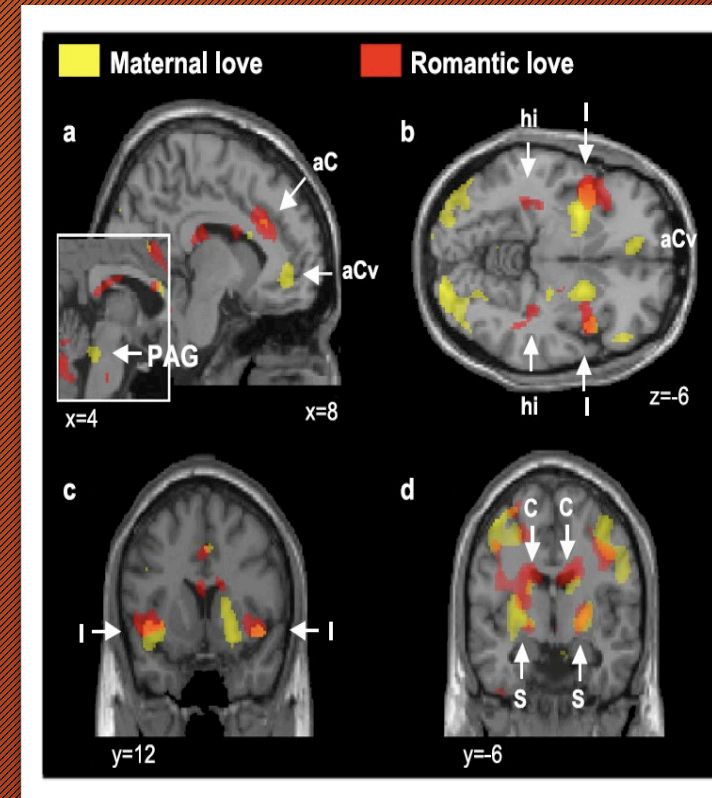 Maternal love
Romantic love
a
aC
aCv
PAG
x=4
x=8
b
hi
I
aCv
hi
I
z=-6
c
I
I
y=12
d
C
C
S
S
y=-6